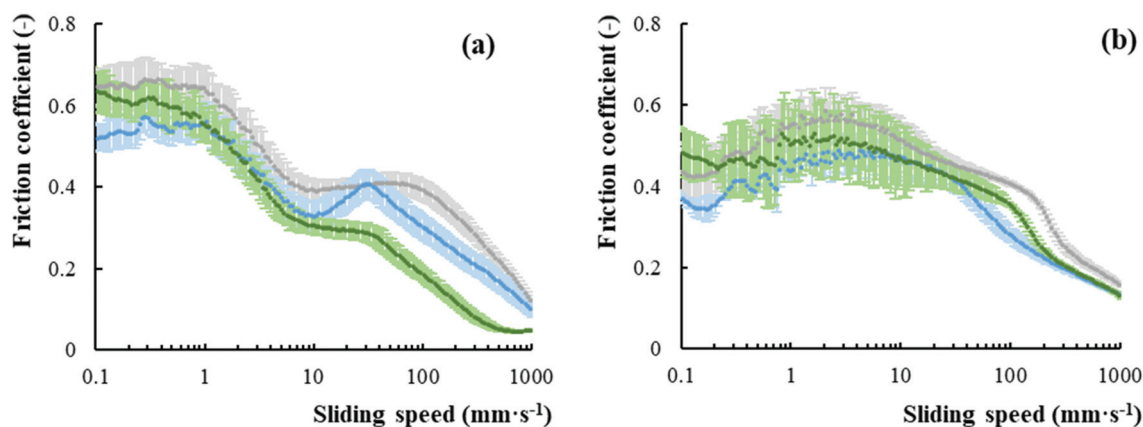 0.8
(a)
Friction coefficient (-)
0.6
0.4
0.2
0
0.1 1 10 100 1000
Sliding speed (mm·s⁻¹)
0.8
(b)
Friction coefficient (-)
0.6
0.4
0.2
0
0.1 1 10 100 1000
Sliding speed (mm·s⁻¹)